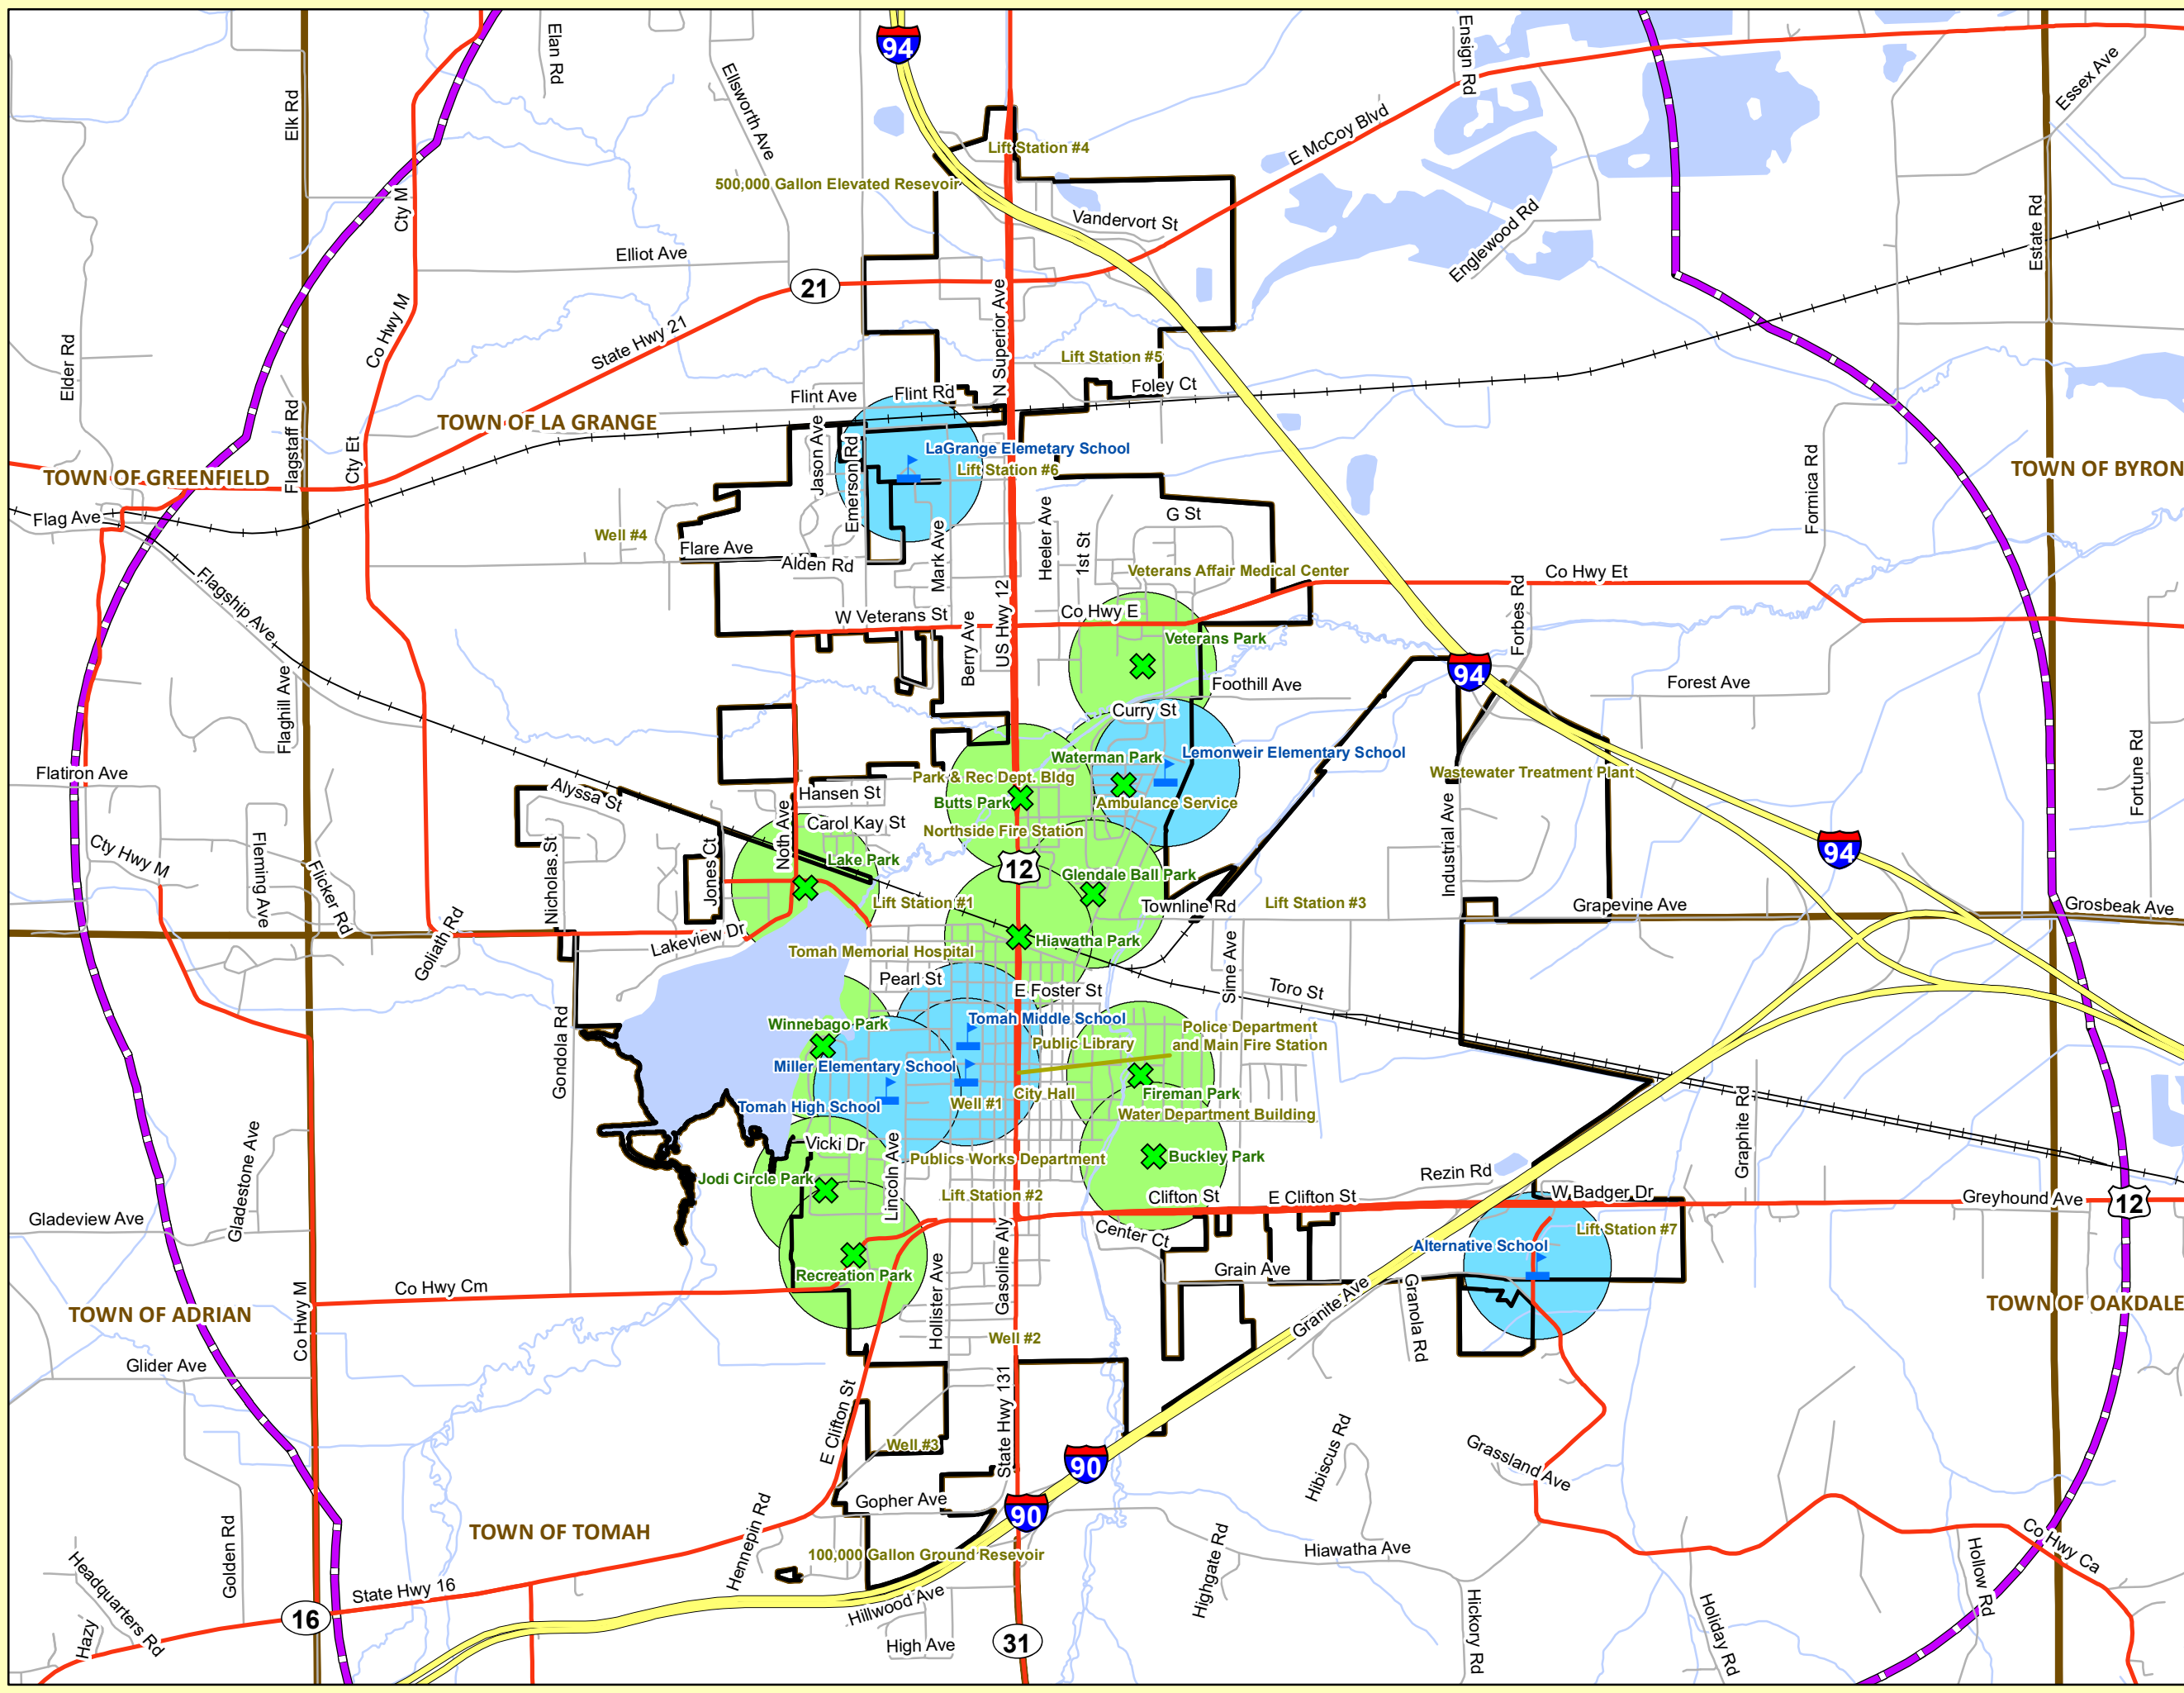 94
Elan Rd
Ensign Rd
Ellsworth Ave
Essex Ave
Elk Rd
E McCoy Blvd
Lift Station #4
500,000 Gallon Elevated Resevoir
Cty M
Vandervort St
Englewood Rd
Estate Rd
Elliot Ave
21
N Superior Ave
Co Hwy M
State Hwy 21
Elder Rd
Lift Station #5
Foley Ct
Flint Ave
Flint Rd
TOWN OF LA GRANGE
Flagstaff Rd
Cty Et
Jason Ave
Emerson Rd
LaGrange Elemetary School
Lift Station #6
TOWN OF GREENFIELD
TOWN OF BYRON
Formica Rd
Flag Ave
Heeler Ave
G St
Well #4
Flare Ave
1st St
Mark Ave
Alden Rd
Veterans Affair Medical Center
Co Hwy Et
Flagship Ave
W Veterans St
Co Hwy E
US Hwy 12
Berry Ave
Forbes Rd
Veterans Park
94
Foothill Ave
Forest Ave
Flaghill Ave
Curry St
Waterman Park
Lemonweir Elementary School
Flatiron Ave
Park & Rec Dept. Bldg
Wastewater Treatment Plant
Fortune Rd
Alyssa St
Hansen St
Butts Park
Ambulance Service
Noth Ave
Carol Kay St
Northside Fire Station
Industrial Ave
Cty Hwy M
Fleming Ave
Flicker Rd
Nicholas St
Jones Ct
Lake Park
12
Glendale Ball Park
94
Lift Station #1
Townline Rd
Lift Station #3
Grapevine Ave
Grosbeak Ave
Goliath Rd
Lakeview Dr
Hiawatha Park
Tomah Memorial Hospital
Sime Ave
Pearl St
E Foster St
Toro St
Gondola Rd
Winnebago Park
Tomah Middle School
Police Department
and Main Fire Station
Public Library
Miller Elementary School
City Hall
Fireman Park
Well #1
Tomah High School
Water Department Building
Graphite Rd
Gladestone Ave
Vicki Dr
Lincoln Ave
Publics Works Department
Buckley Park
Jodi Circle Park
Rezin Rd
Lift Station #2
Clifton St
E Clifton St
W Badger Dr
Greyhound Ave
12
Gladeview Ave
Center Ct
Lift Station #7
Alternative School
Gasoline Aly
Recreation Park
Grain Ave
Co Hwy Cm
Co Hwy M
TOWN OF ADRIAN
Hollister Ave
Granite Ave
Granola Rd
TOWN OF OAKDALE
Well #2
Glider Ave
State Hwy 131
E Clifton St
Well #3
Hibiscus Rd
Grassland Ave
90
Gopher Ave
90
TOWN OF TOMAH
Hennepin Rd
100,000 Gallon Ground Resevoir
Hiawatha Ave
Highgate Rd
Co Hwy Ca
Hollow Rd
Golden Rd
Headquarters Rd
Hazy
State Hwy 16
16
Hillwood Ave
High Ave
31
Hickory Rd
Holiday Rd